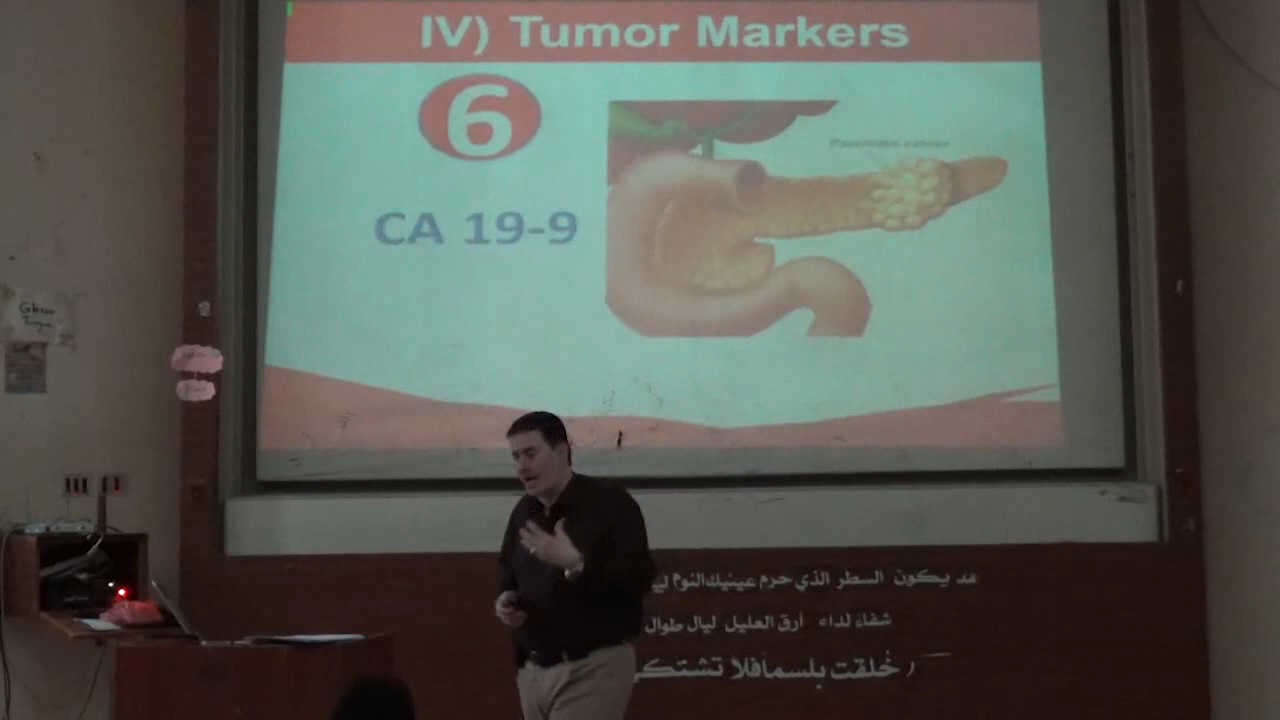 IV) Tumor Markers
6
Pancreatic cancer
CA 19-9
قد يكون السطر الذي حرم عينيك النوم
شفاءً لداء أرق العليل ليال طوال
خُلقت بلسماً فلا تشتكي